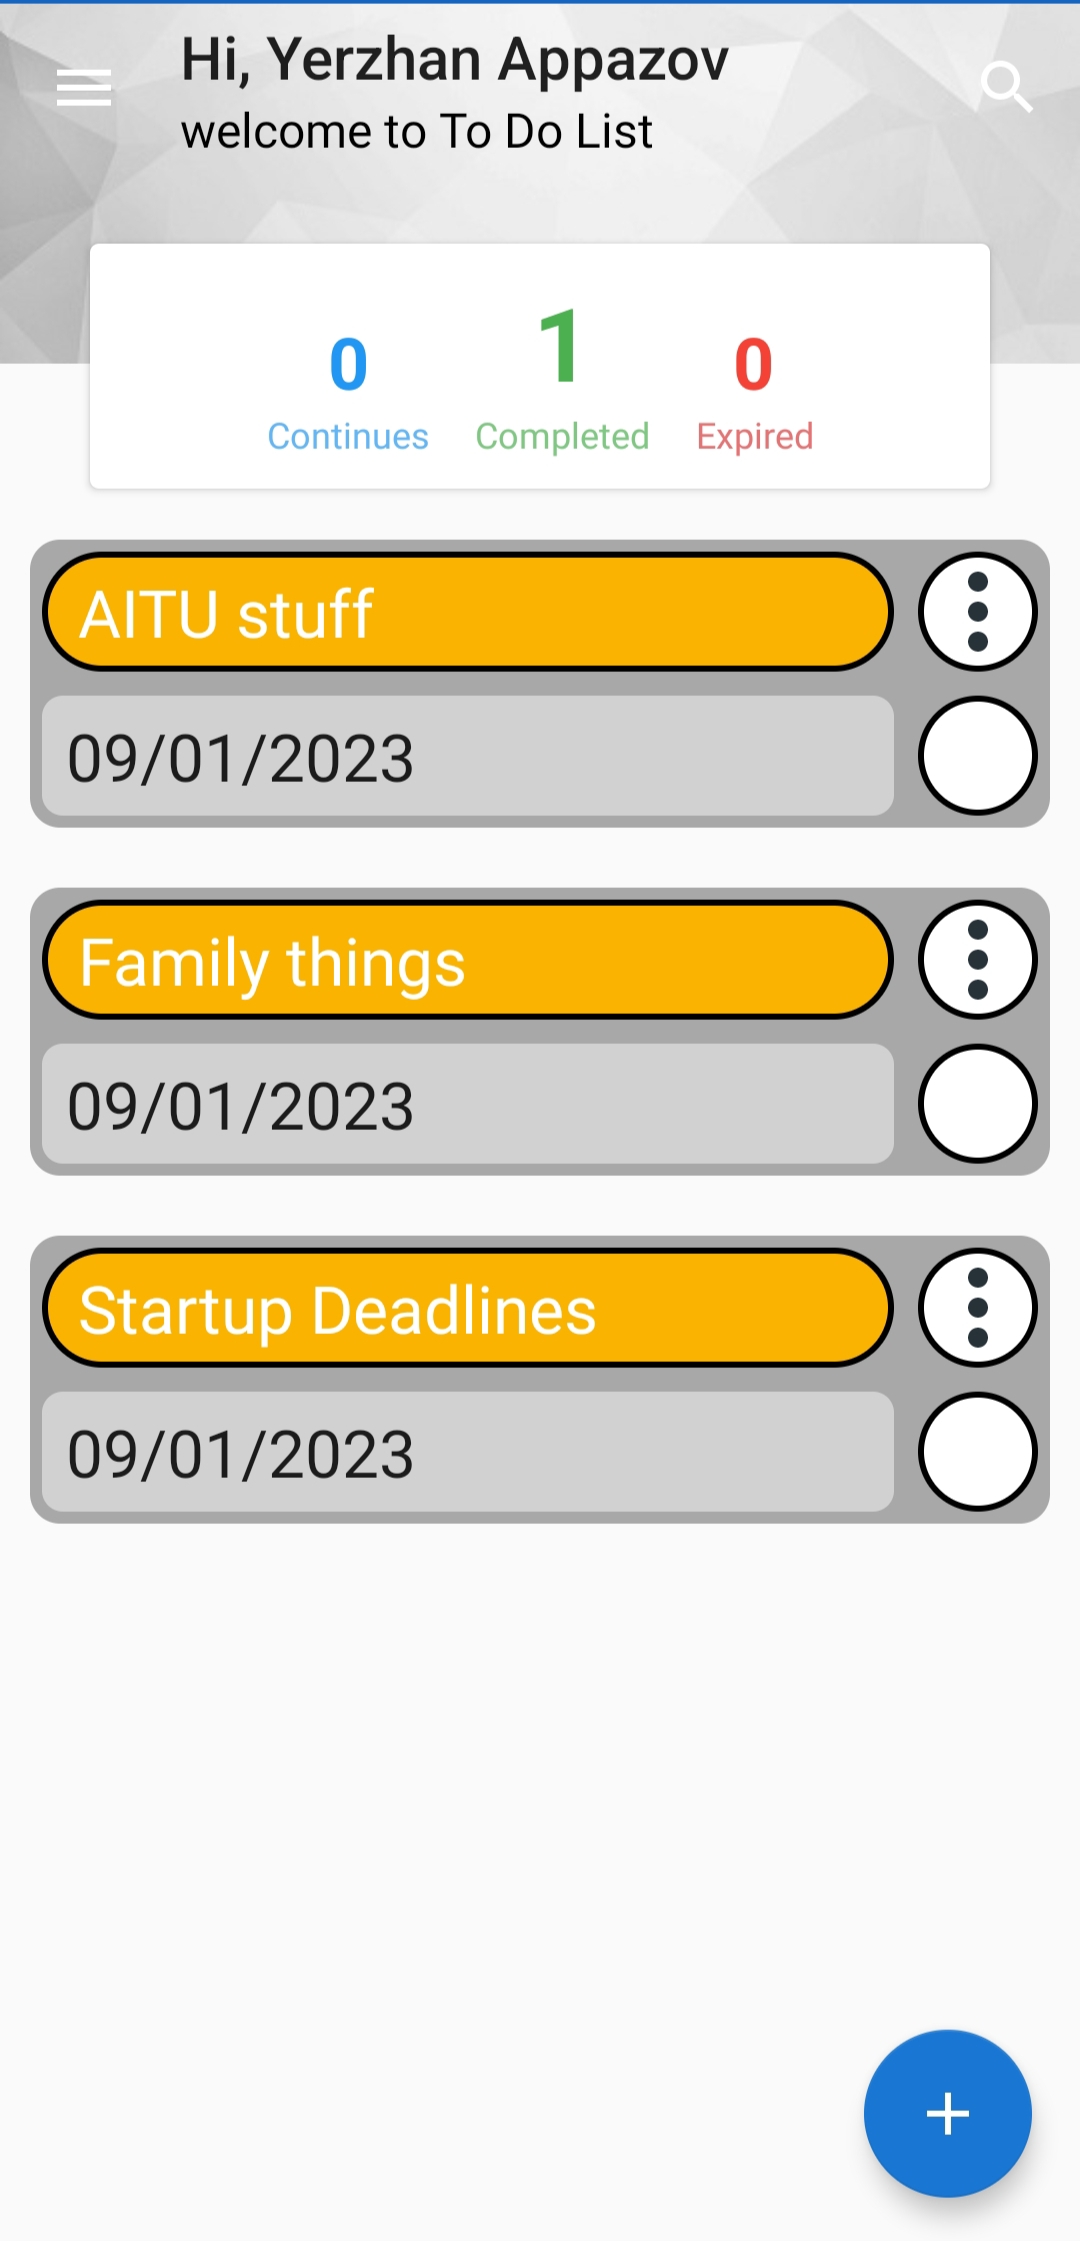 Hi, Yerzhan Appazov
welcome to To Do List
0 1 0
Continues Completed Expired
AITU stuff
09/01/2023
Family things
09/01/2023
Startup Deadlines
09/01/2023
+